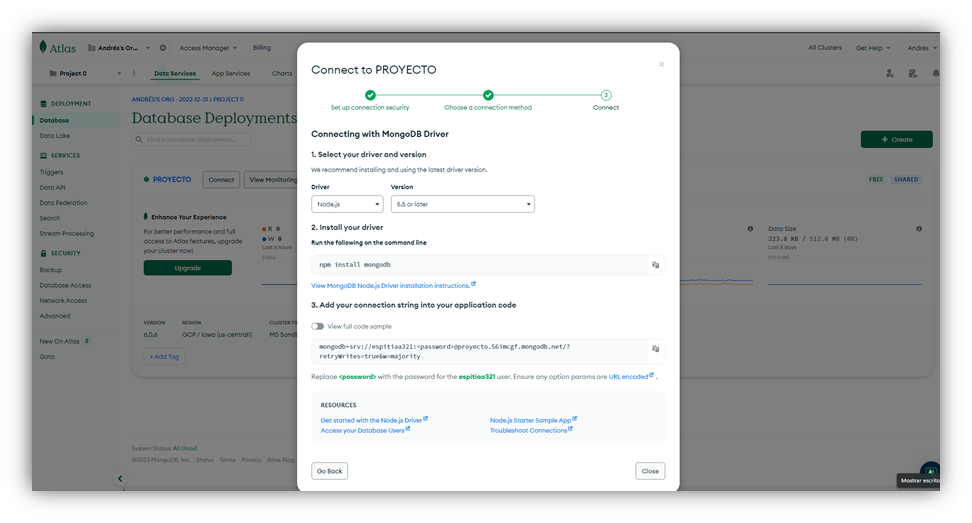 Atlas
Andrés's Or...
Access Manager
Billing
All Clusters
Get Help
Andrés
Project 0
Data Services
App Services
Charts
DEPLOYMENT
Database
Data Lake
SERVICES
Triggers
Data API
Data Federation
Search
Stream Processing
SECURITY
Backup
Database Access
Network Access
Advanced
New On Atlas
Goto
ANDRÉS'S ORG - 2022-12-31 > PROJECT 0
Database Deployments
Find a database deployment...
+ Create
PROYECTO
Connect
View Monitoring
FREE
SHARED
Enhance Your Experience
For better performance and full
access to Atlas features, upgrade
your cluster now!
Upgrade
R 0
W 0
Last 6 hours
Data Size
223.8 KB / 512.0 MB (0%)
Last 5 days
512.0 MB
VERSION
6.0.6
REGION
GCP / Iowa (us-central1)
CLUSTER TI
M0 Sandb
+ Add Tag
System Status: All Good
©2023 MongoDB, Inc.
Status
Terms
Privacy
Atlas Blog
Connect to PROYECTO
Set up connection security
Choose a connection method
3
Connect
Connecting with MongoDB Driver
1. Select your driver and version
We recommend installing and using the latest driver version.
Driver
Version
Node.js
5.5 or later
2. Install your driver
Run the following on the command line
npm install mongodb
View MongoDB Node.js Driver installation instructions.
3. Add your connection string into your application code
View full code sample
mongodb+srv://espitiaa321:<password>@proyecto.5Gimcgf.mongodb.net/?
retryWrites=true&w=majority
Replace <password> with the password for the espitiaa321 user. Ensure any option params are URL encoded .
RESOURCES
Get started with the Node.js Driver
Node.js Starter Sample App
Access your Database Users
Troubleshoot Connections
Go Back
Close
Mostrar escrito